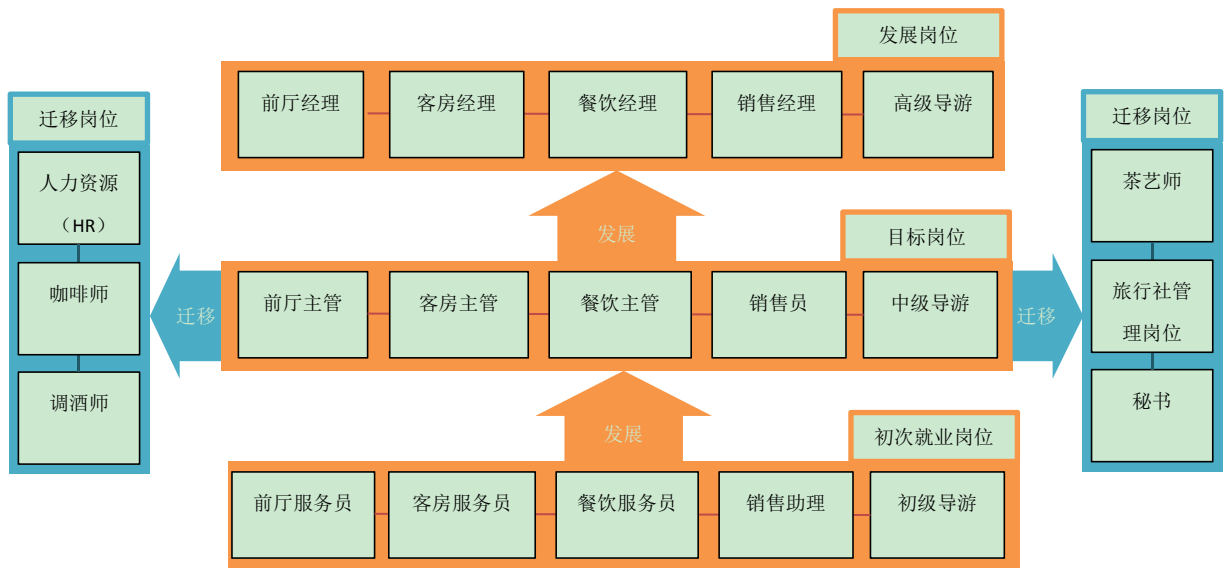 发展岗位
前厅经理
客房经理
餐饮经理
销售经理
高级导游
迁移岗位
人力资源
（HR）
咖啡师
调酒师
迁移岗位
茶艺师
旅行社管
理岗位
秘书
发展
目标岗位
迁移
前厅主管
客房主管
餐饮主管
销售员
中级导游
迁移
发展
初次就业岗位
前厅服务员
客房服务员
餐饮服务员
销售助理
初级导游